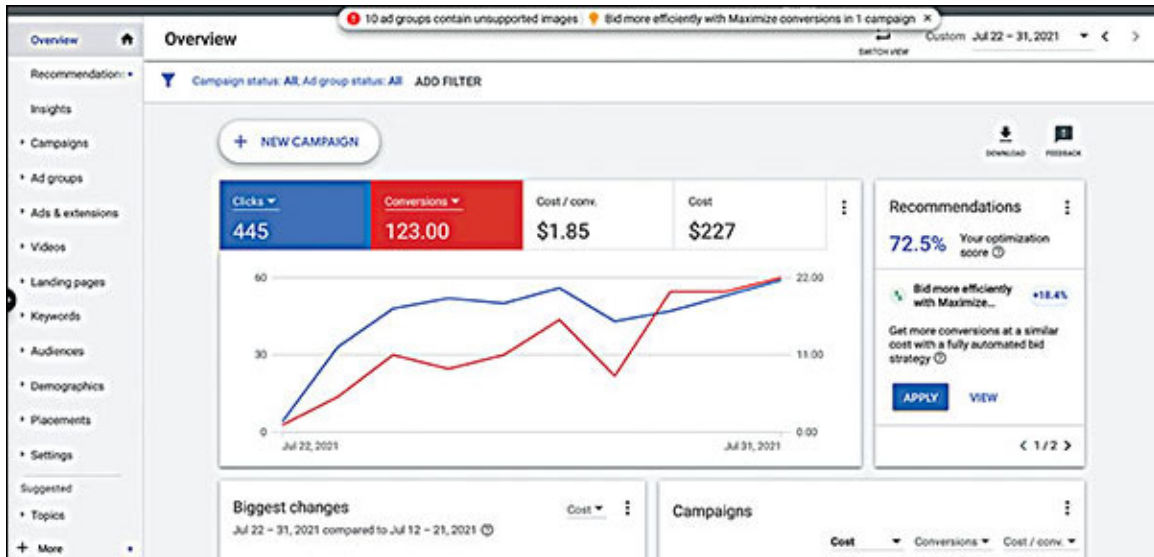 10 ad groups contain unsupported images
Bid more efficiently with Maximize conversions in 1 campaign ×
Overview
Recommendations
Insights
Campaigns
Ad groups
Ads & extensions
Videos
Landing pages
Keywords
Audiences
Demographics
Placements
Settings
Suggested
Topics
+ More
Overview
SWITCH VIEW
Custom Jul 22 – 31, 2021
Campaign status: All; Ad group status: All ADD FILTER
+ NEW CAMPAIGN
DOWNLOAD
FEEDBACK
Clicks
445
Conversions
123.00
Cost / conv.
$1.85
Cost
$227
60
30
0
22.00
11.00
0.00
Jul 22, 2021
Jul 31, 2021
Recommendations
72.5%
Your optimization
score
Bid more efficiently
with Maximize...
+18.4%
Get more conversions at a similar
cost with a fully automated bid
strategy
APPLY VIEW
< 1 / 2 >
Biggest changes
Cost
Jul 22 – 31, 2021 compared to Jul 12 – 21, 2021
Campaigns
Cost Conversions Cost / conv.